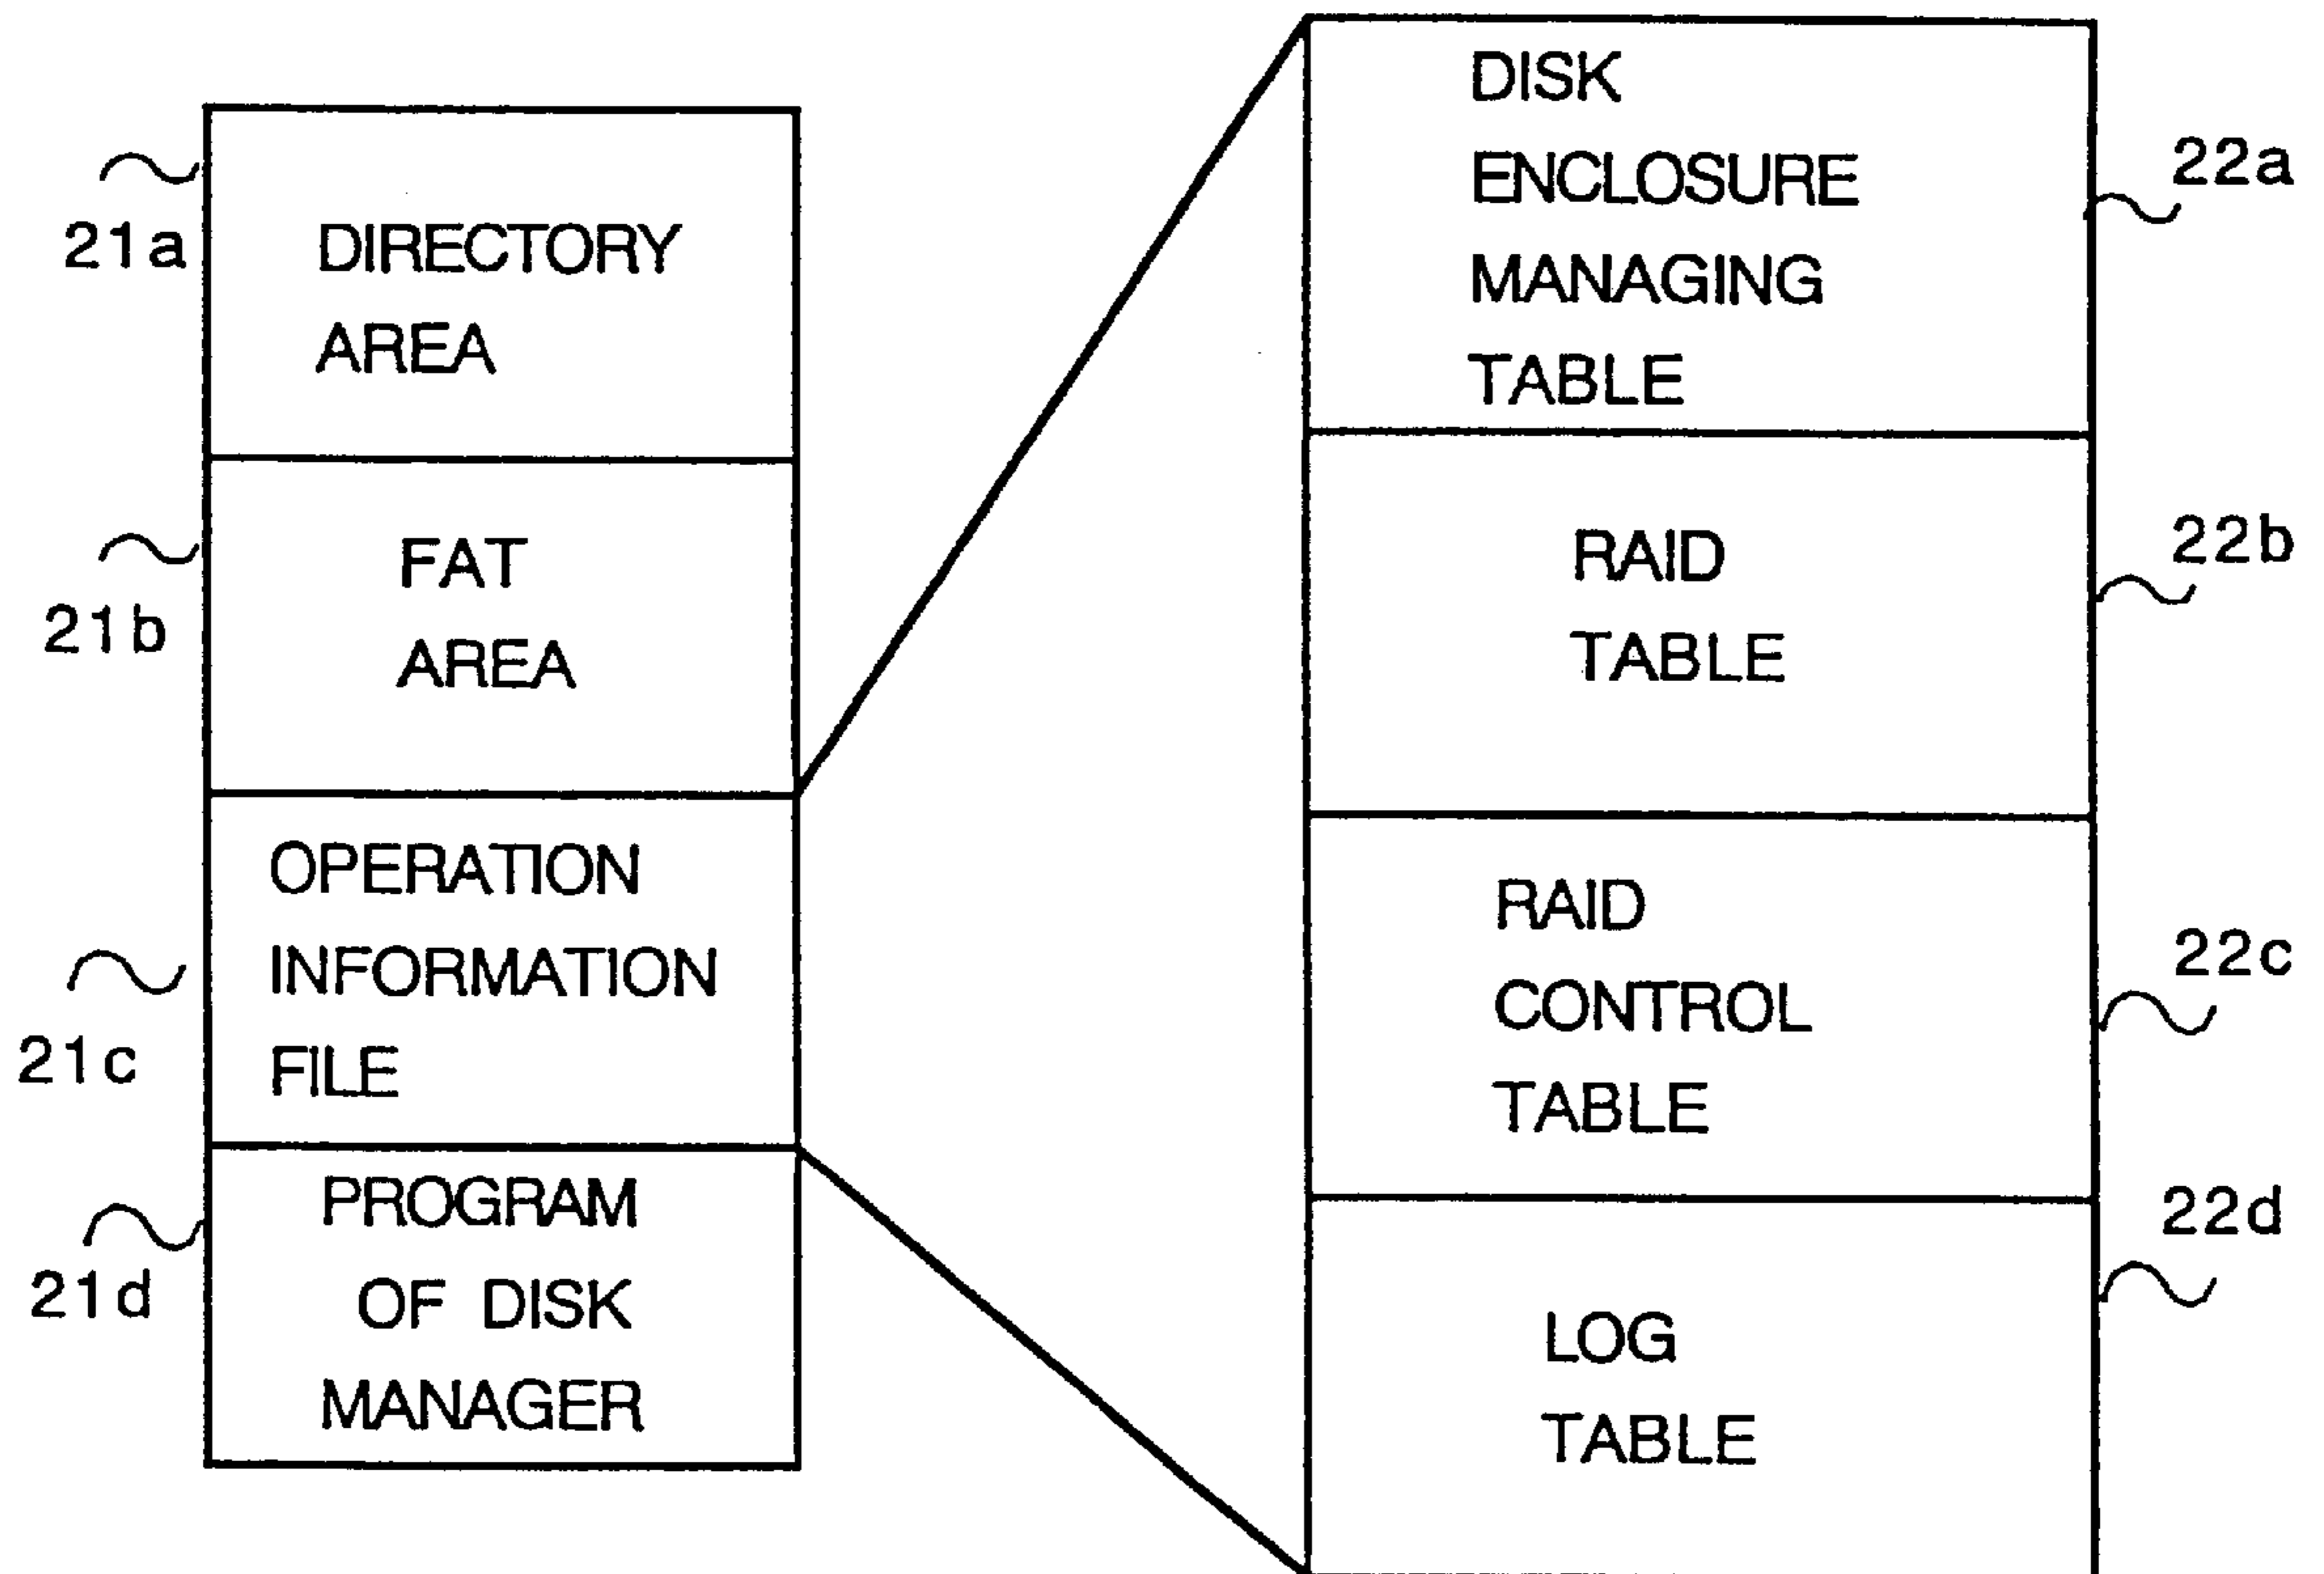 21a
DIRECTORY
AREA
21b
FAT
AREA
21c
OPERATION
INFORMATION
FILE
21d
PROGRAM
OF DISK
MANAGER
DISK
ENCLOSURE
MANAGING
TABLE
22a
RAID
TABLE
22b
RAID
CONTROL
TABLE
22c
LOG
TABLE
22d